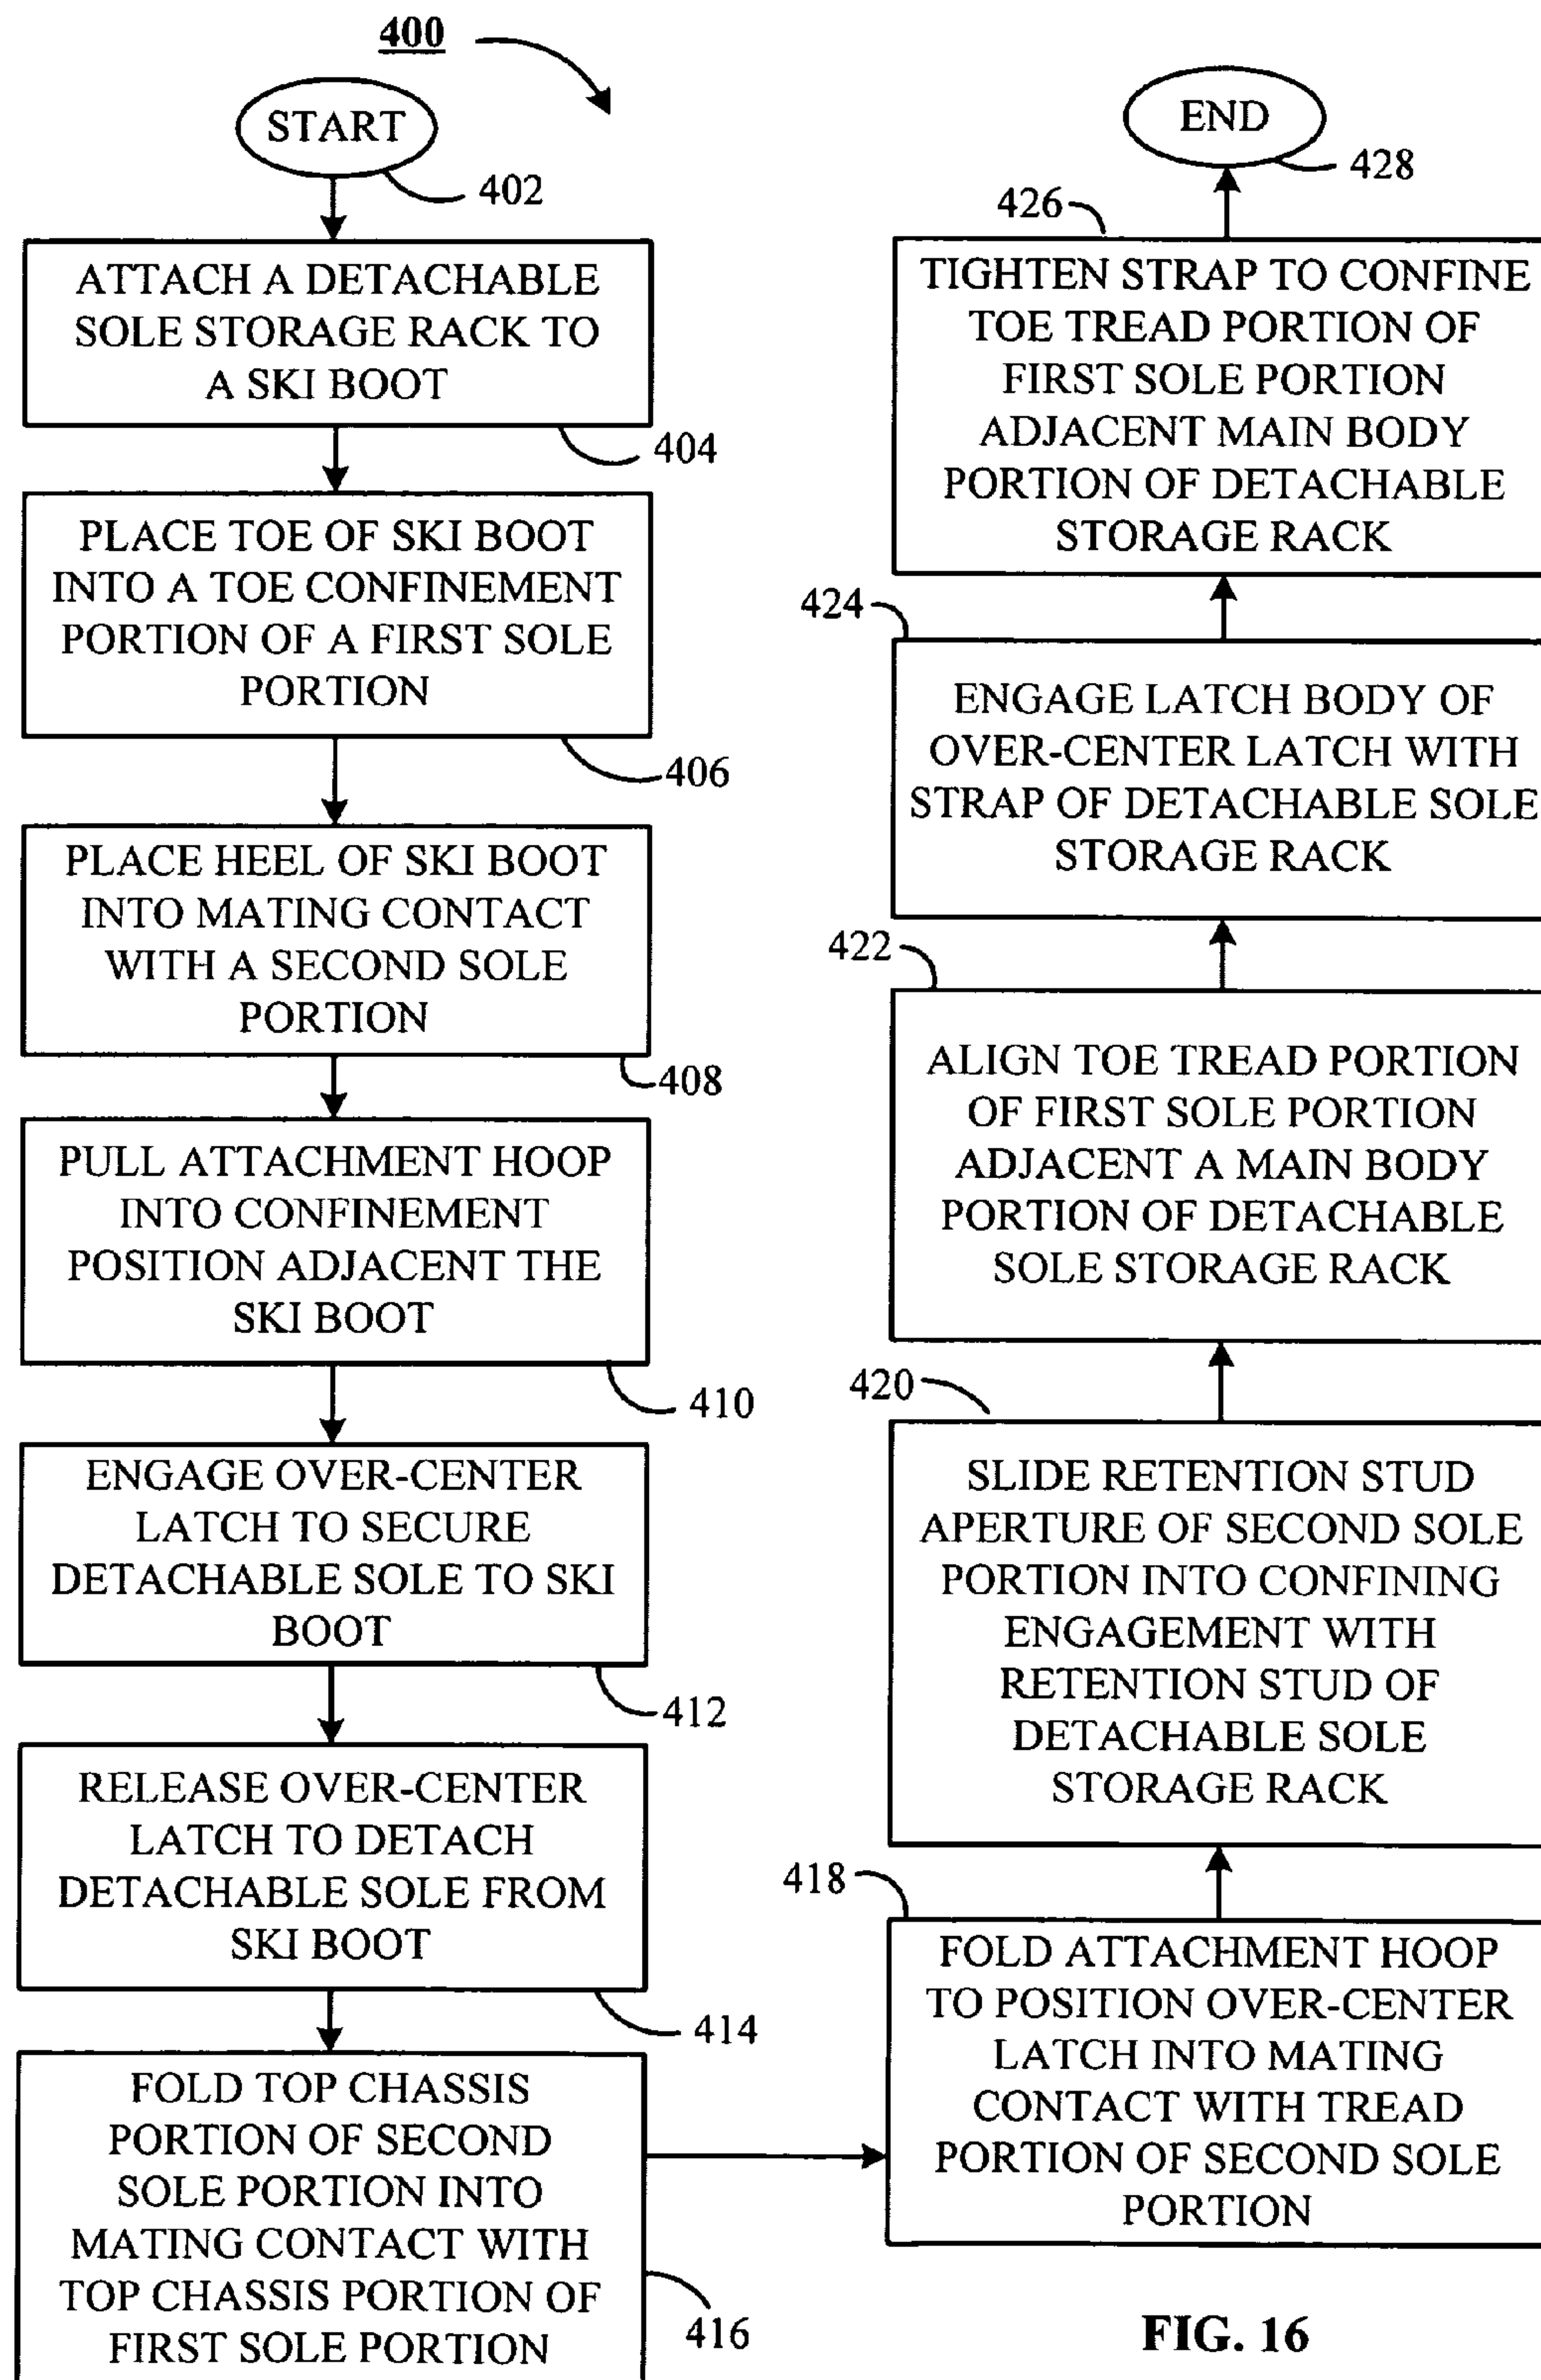 400
START
402
ATTACH A DETACHABLE
SOLE STORAGE RACK TO
A SKI BOOT
404
PLACE TOE OF SKI BOOT
INTO A TOE CONFINEMENT
PORTION OF A FIRST SOLE
PORTION
406
PLACE HEEL OF SKI BOOT
INTO MATING CONTACT
WITH A SECOND SOLE
PORTION
408
PULL ATTACHMENT HOOP
INTO CONFINEMENT
POSITION ADJACENT THE
SKI BOOT
410
ENGAGE OVER-CENTER
LATCH TO SECURE
DETACHABLE SOLE TO SKI
BOOT
412
RELEASE OVER-CENTER
LATCH TO DETACH
DETACHABLE SOLE FROM
SKI BOOT
414
FOLD TOP CHASSIS
PORTION OF SECOND
SOLE PORTION INTO
MATING CONTACT WITH
TOP CHASSIS PORTION OF
FIRST SOLE PORTION
416
418
FOLD ATTACHMENT HOOP
TO POSITION OVER-CENTER
LATCH INTO MATING
CONTACT WITH TREAD
PORTION OF SECOND SOLE
PORTION
420
SLIDE RETENTION STUD
APERTURE OF SECOND SOLE
PORTION INTO CONFINING
ENGAGEMENT WITH
RETENTION STUD OF
DETACHABLE SOLE
STORAGE RACK
422
ALIGN TOE TREAD PORTION
OF FIRST SOLE PORTION
ADJACENT A MAIN BODY
PORTION OF DETACHABLE
SOLE STORAGE RACK
424
ENGAGE LATCH BODY OF
OVER-CENTER LATCH WITH
STRAP OF DETACHABLE SOLE
STORAGE RACK
426
TIGHTEN STRAP TO CONFINE
TOE TREAD PORTION OF
FIRST SOLE PORTION
ADJACENT MAIN BODY
PORTION OF DETACHABLE
STORAGE RACK
END
428
FIG. 16